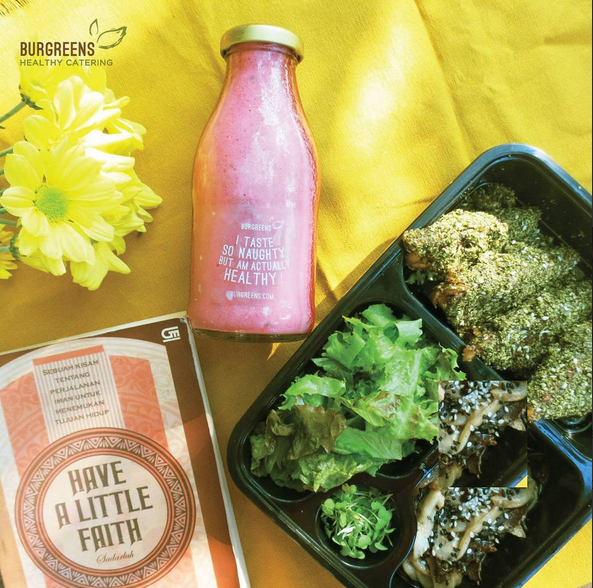 BURGREENS
HEALTHY CATERING
BURGREENS
I TASTE
SO NAUGHTY
BUT AM ACTUALLY
HEALTHY
BURGREENS.COM
SEBUAH KISAH
TENTANG
PERJALANAN
IMAN UNTUK
MENEMUKAN
TUJUAN HIDUP
HAVE
A LITTLE
FAITH